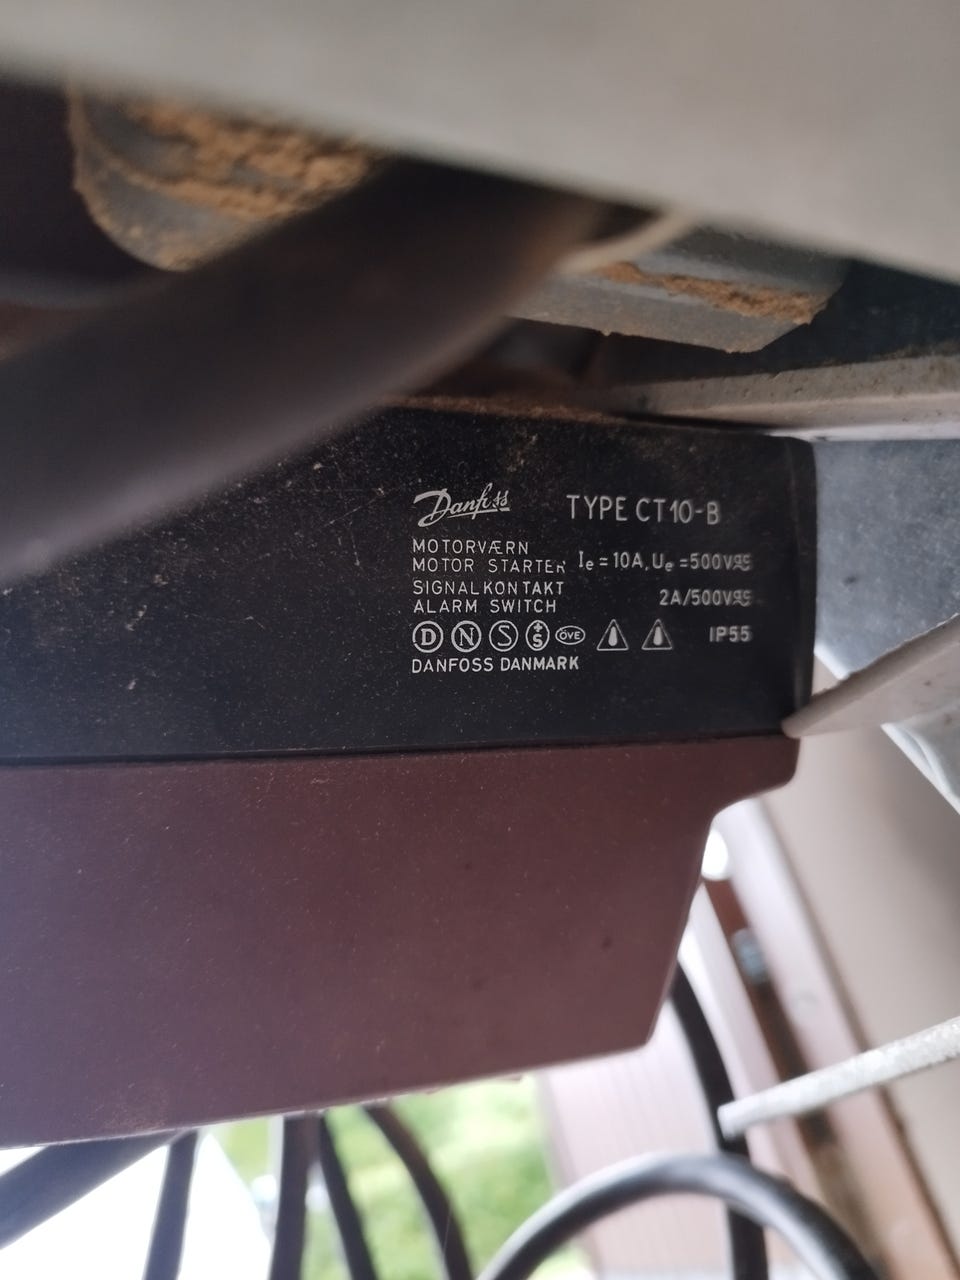 Danfoss TYPE CT10-B
MOTORVÆRN
MOTOR STARTER Ie = 10A, Ue = 500V
SIGNALKONTAKT
ALARM SWITCH 2A/500V
D N S +S ÖVE IP55
DANFOSS DANMARK